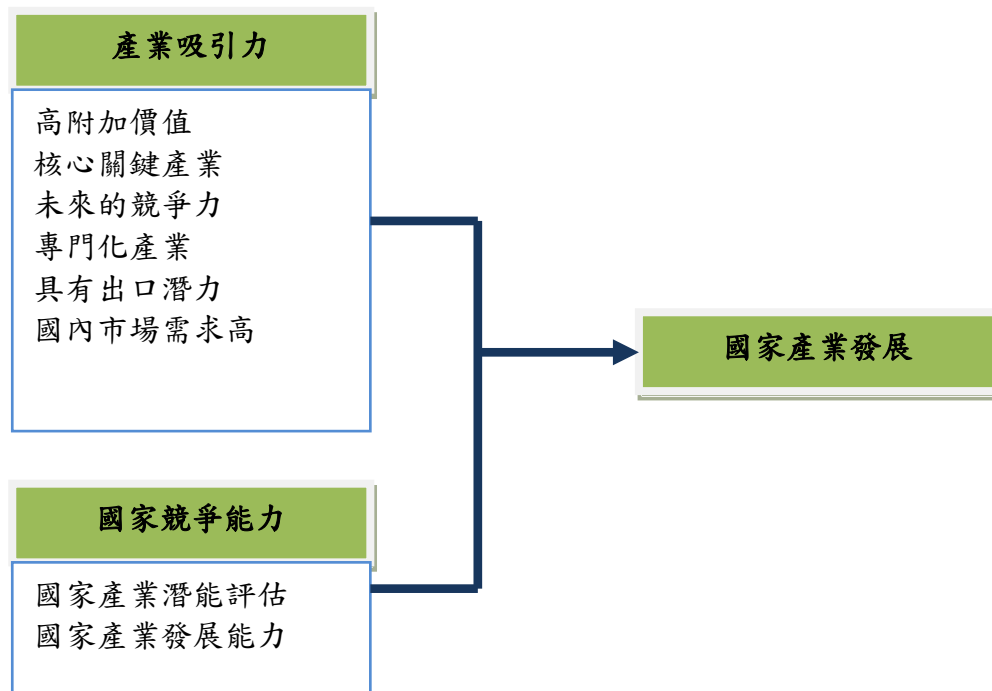 產業吸引力
高附加價值
核心關鍵產業
未來的競爭力
專門化產業
具有出口潛力
國內市場需求高
國家產業發展
國家競爭能力
國家產業潛能評估
國家產業發展能力